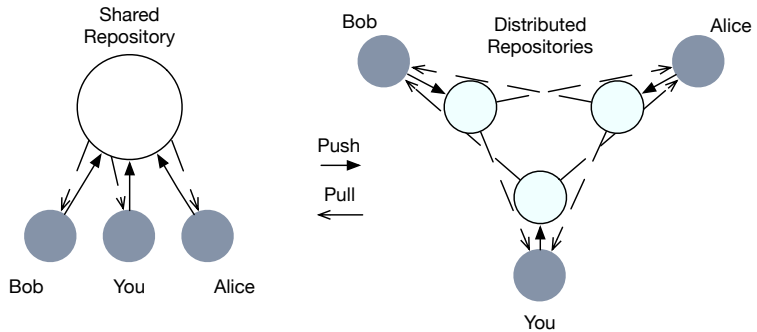 Shared
Repository
Bob
You
Alice
Push
Pull
Bob
Distributed
Repositories
Alice
You